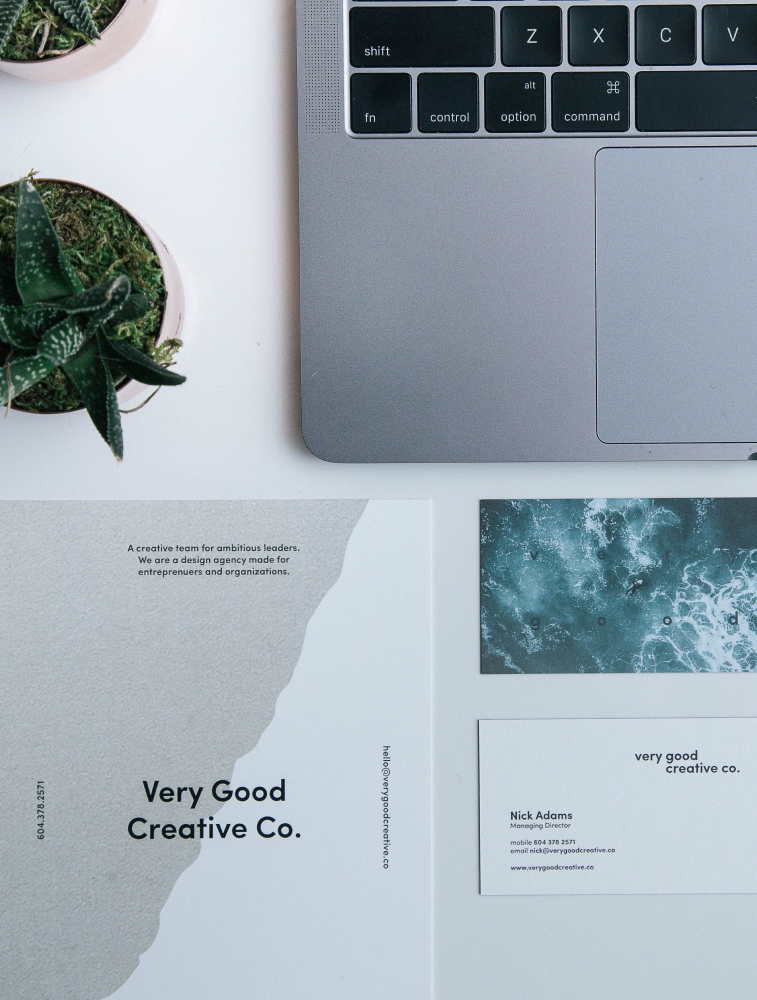 shift
Z
X
C
V
fn
control
alt
option
⌘
command
A creative team for ambitious leaders.
We are a design agency made for
entreprenuers and organizations.
604.378.2571
Very Good
Creative Co.
hello@verygoodcreative.co
v e r
g o o d
very good
creative co.
Nick Adams
Managing Director
mobile 604 378 2571
email nick@verygoodcreative.co
www.verygoodcreative.co